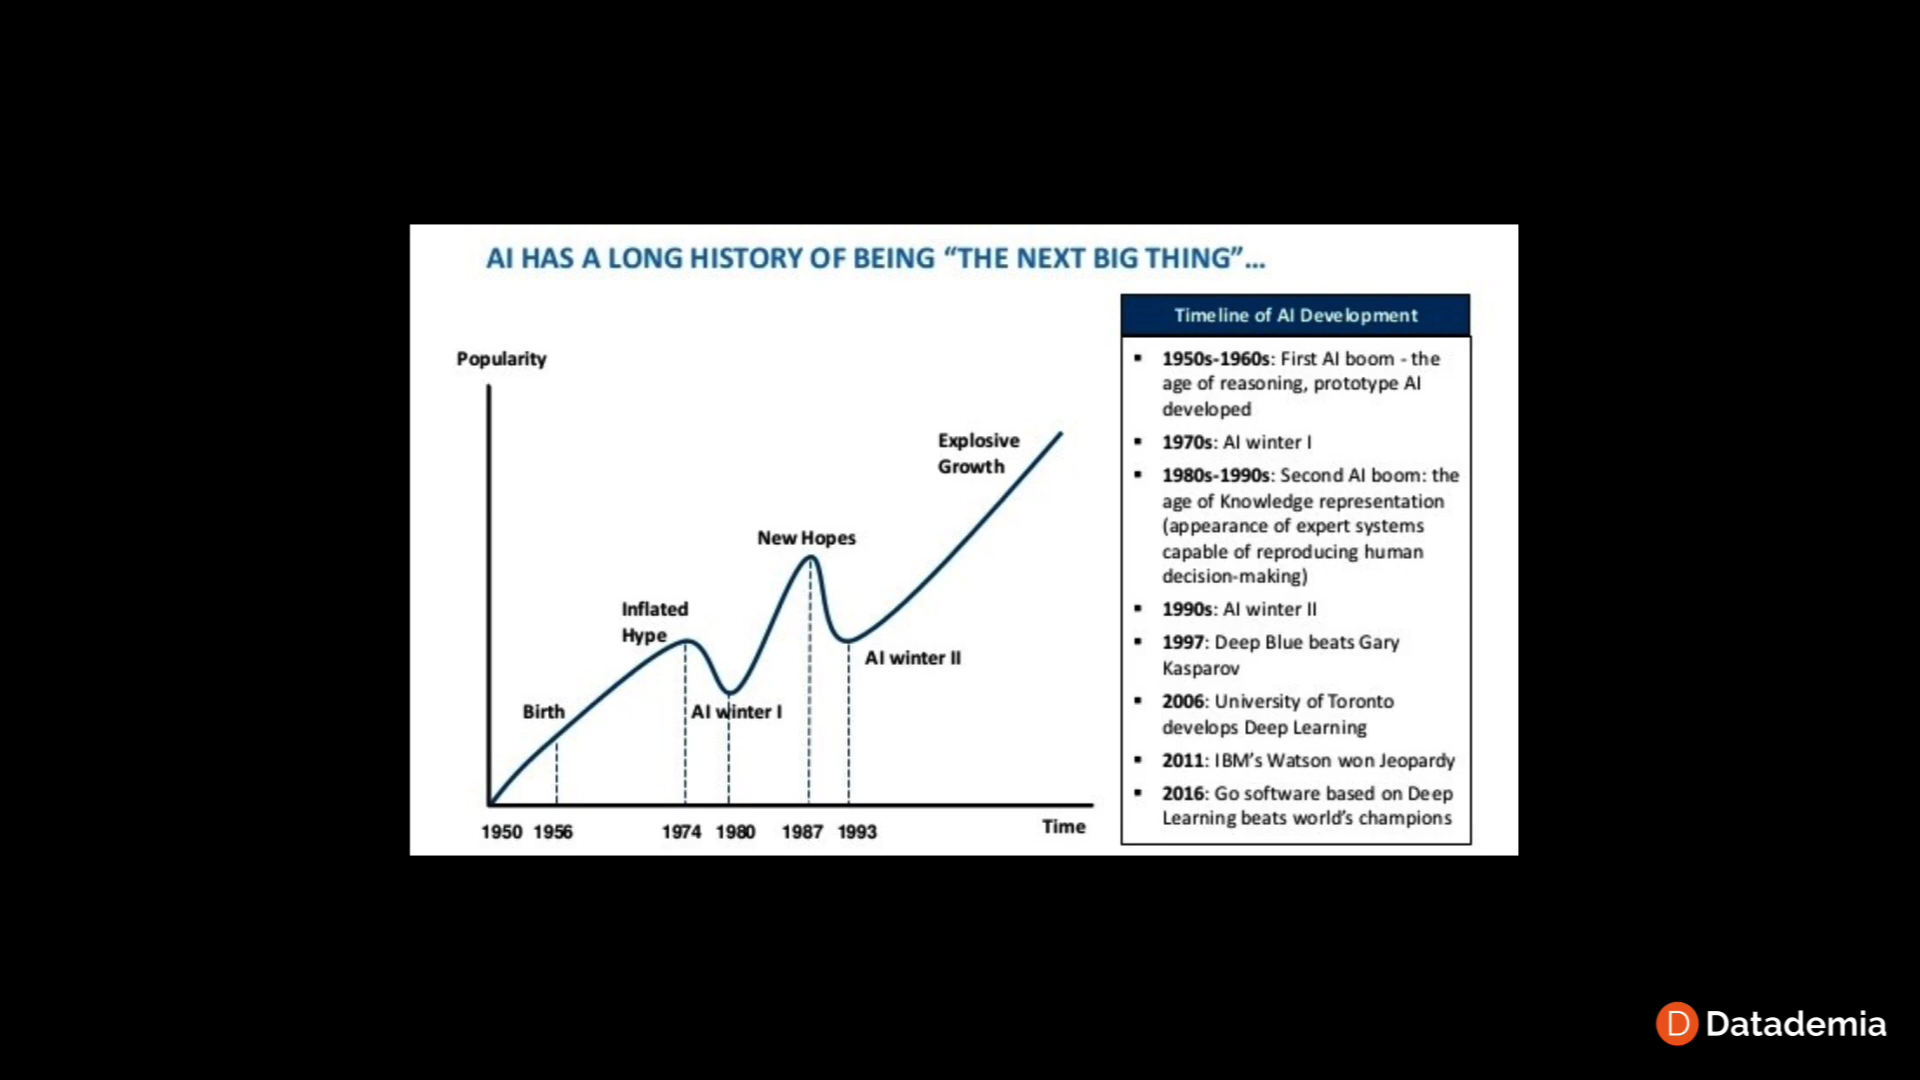 AI HAS A LONG HISTORY OF BEING “THE NEXT BIG THING”...
Popularity
Explosive
Growth
New Hopes
Inflated
Hype
AI winter II
Birth
AI winter I
1950 1956 1974 1980 1987 1993 Time
Timeline of AI Development
▪ 1950s-1960s: First AI boom - the
age of reasoning, prototype AI
developed
▪ 1970s: AI winter I
▪ 1980s-1990s: Second AI boom: the
age of Knowledge representation
(appearance of expert systems
capable of reproducing human
decision-making)
▪ 1990s: AI winter II
▪ 1997: Deep Blue beats Gary
Kasparov
▪ 2006: University of Toronto
develops Deep Learning
▪ 2011: IBM’s Watson won Jeopardy
▪ 2016: Go software based on Deep
Learning beats world’s champions
D Datademia